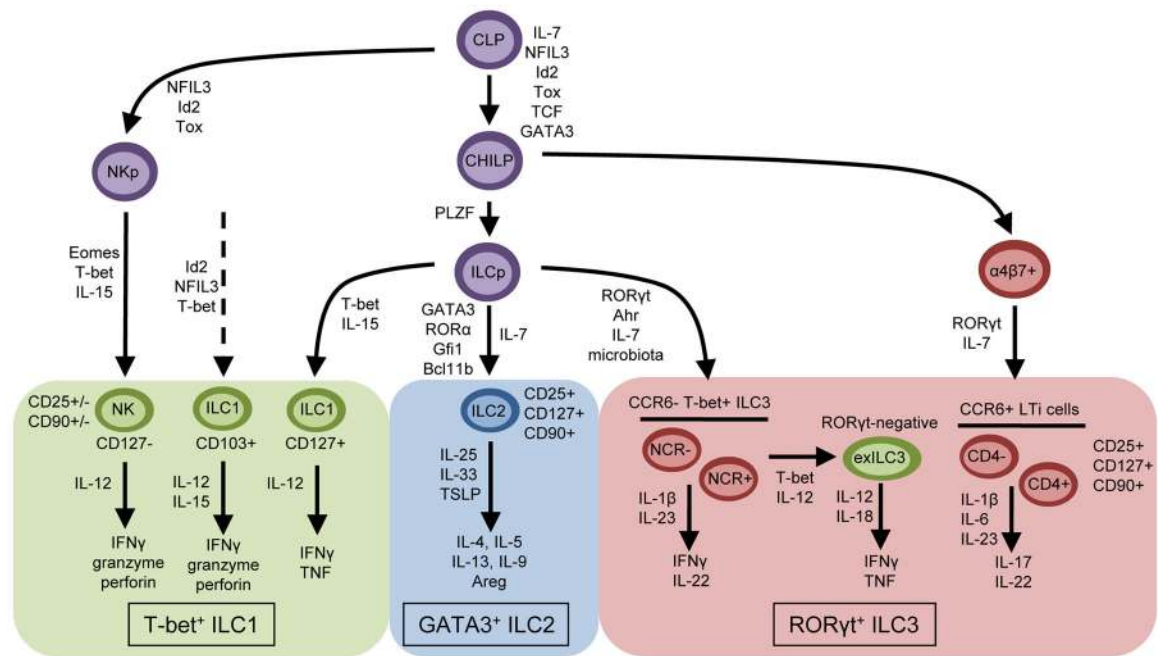 CLP
IL-7
NFIL3
Id2
Tox
TCF
GATA3
NFIL3
Id2
Tox
NKp
CHILP
PLZF
ILCp
α4β7+
Eomes
T-bet
IL-15
Id2
NFIL3
T-bet
T-bet
IL-15
GATA3
RORα
Gfi1
Bcl11b
IL-7
RORγt
Ahr
IL-7
microbiota
RORγt
IL-7
CD25+/-
CD90+/-
NK
CD127-
IL-12
IFNγ
granzyme
perforin
ILC1
CD103+
IL-12
IL-15
IFNγ
granzyme
perforin
ILC1
CD127+
IL-12
IFNγ
TNF
T-bet⁺ ILC1
ILC2
CD25+
CD127+
CD90+
IL-25
IL-33
TSLP
IL-4, IL-5
IL-13, IL-9
Areg
GATA3⁺ ILC2
CCR6- T-bet+ ILC3
NCR-
NCR+
IL-1β
IL-23
IFNγ
IL-22
T-bet
IL-12
RORγt-negative
exILC3
IL-12
IL-18
IFNγ
TNF
CCR6+ LTi cells
CD4-
CD4+
CD25+
CD127+
CD90+
IL-1β
IL-6
IL-23
IL-17
IL-22
RORγt⁺ ILC3